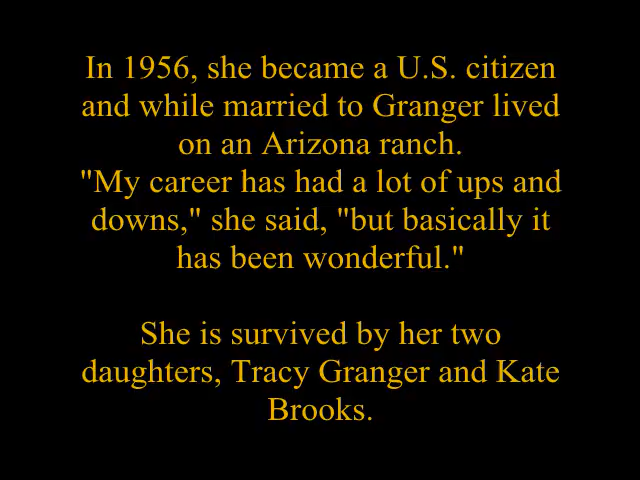 In 1956, she became a U.S. citizen
and while married to Granger lived
on an Arizona ranch.
"My career has had a lot of ups and
downs," she said, "but basically it
has been wonderful."
She is survived by her two
daughters, Tracy Granger and Kate
Brooks.